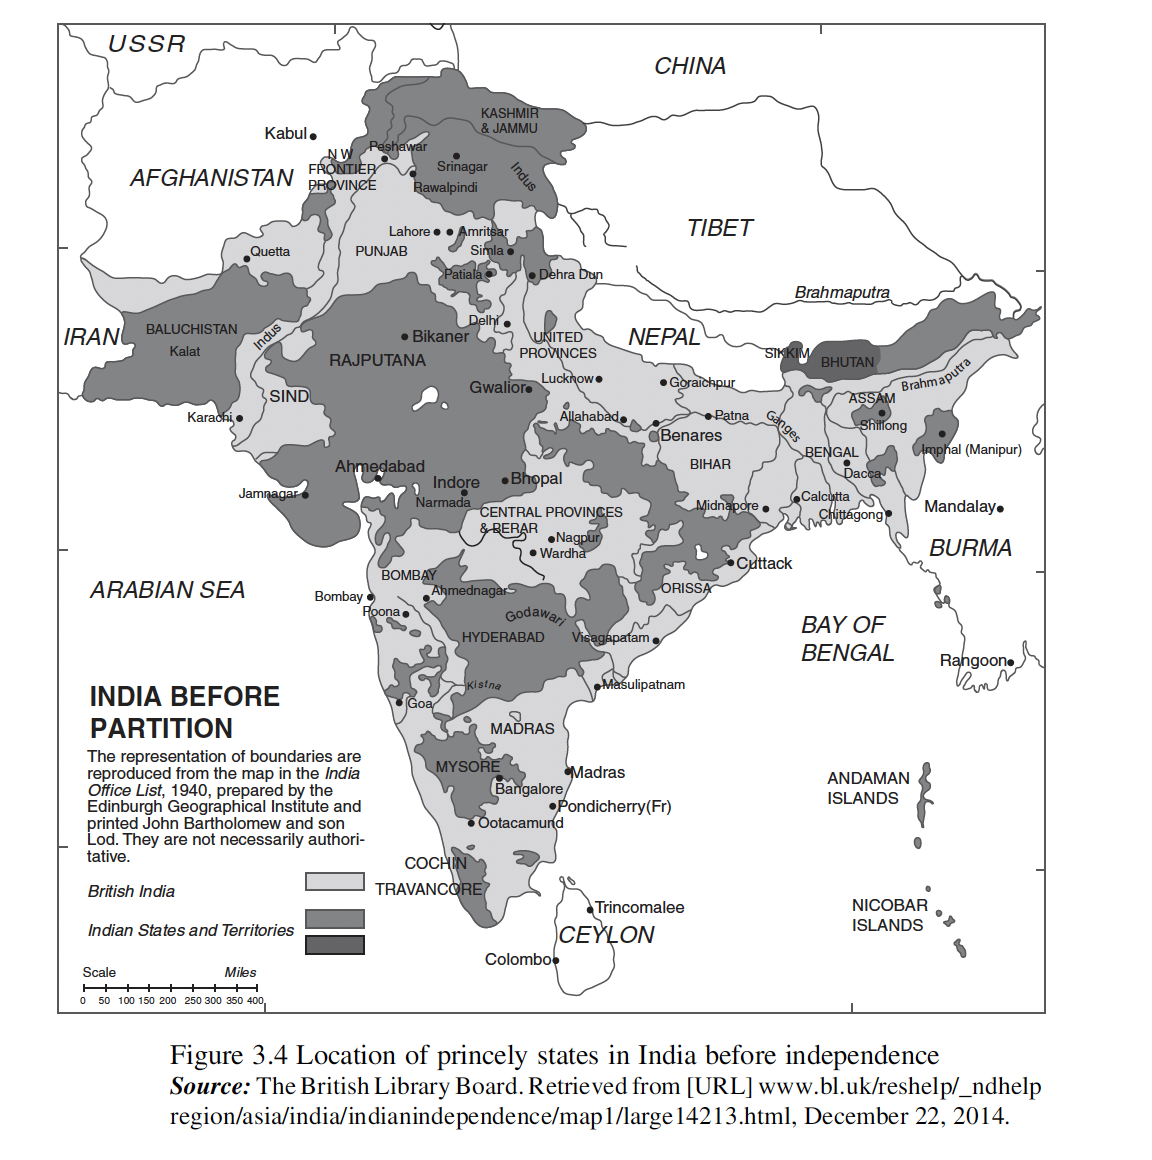 USSR
CHINA
KASHMIR
& JAMMU
Kabul
Peshawar
N W
FRONTIER
PROVINCE
Srinagar
Indus
Rawalpindi
AFGHANISTAN
TIBET
Lahore
Amritsar
Quetta
PUNJAB
Simla
Patiala
Dehra Dun
Brahmaputra
IRAN
BALUCHISTAN
Kalat
Indus
Delhi
Bikaner
RAJPUTANA
UNITED
PROVINCES
NEPAL
SIKKIM
BHUTAN
Brahmaputra
Lucknow
Goraichpur
Gwalior
SIND
Karachi
Allahabad
Patna
Benares
Ganges
ASSAM
Shillong
Imphal (Manipur)
BENGAL
Dacca
BIHAR
Ahmedabad
Indore
Bhopal
Narmada
Jamnagar
Midnapore
Calcutta
Chittagong
Mandalay
CENTRAL PROVINCES
& BERAR
Nagpur
Wardha
BURMA
Cuttack
ORISSA
ARABIAN SEA
BOMBAY
Bombay
Ahmednagar
Poona
Godawari
HYDERABAD
Visagapatam
BAY OF
BENGAL
Rangoon
Kistna
Masulipatnam
Goa
MADRAS
MYSORE
Bangalore
Madras
Pondicherry(Fr)
Ootacamund
ANDAMAN
ISLANDS
COCHIN
TRAVANCORE
NICOBAR
ISLANDS
Trincomalee
CEYLON
Colombo
INDIA BEFORE
PARTITION
The representation of boundaries are
reproduced from the map in the India
Office List, 1940, prepared by the
Edinburgh Geographical Institute and
printed John Bartholomew and son
Lod. They are not necessarily authori-
tative.
British India
Indian States and Territories
Scale Miles
0 50 100 150 200 250 300 350 400
Figure 3.4 Location of princely states in India before independence
Source: The British Library Board. Retrieved from [URL] www.bl.uk/reshelp/_ndhelp
region/asia/india/indianindependence/map1/large14213.html, December 22, 2014.